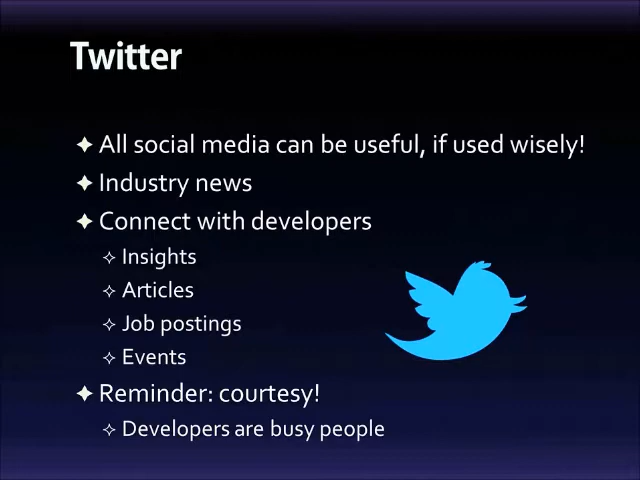 Twitter
All social media can be useful, if used wisely!
Industry news
Connect with developers
Insights
Articles
Job postings
Events
Reminder: courtesy!
Developers are busy people